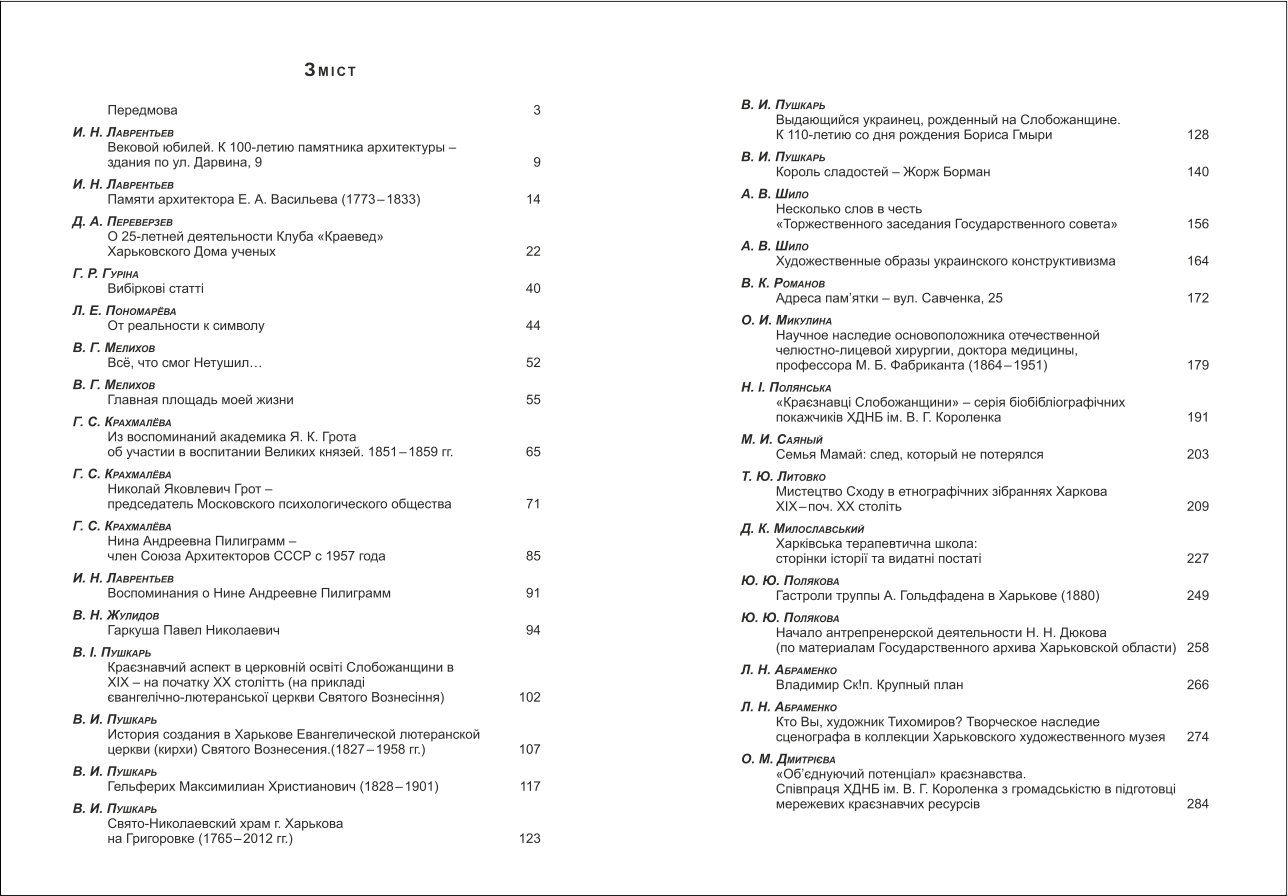 Зміст
Передмова 3
И. Н. Лаврентьев
Вековой юбилей. К 100-летию памятника архитектуры –
здания по ул. Дарвина, 9 9
И. Н. Лаврентьев
Памяти архитектора Е. А. Васильева (1773–1833) 14
Д. А. Переверзев
О 25-летней деятельности Клуба «Краевед»
Харьковского Дома ученых 22
Г. Р. Гуріна
Вибіркові статті 40
Л. Е. Пономарёва
От реальности к символу 44
В. Г. Мелихов
Всё, что смог Нетушил… 52
В. Г. Мелихов
Главная площадь моей жизни 55
Г. С. Крахмалёва
Из воспоминаний академика Я. К. Грота
об участии в воспитании Великих князей. 1851–1859 гг. 65
Г. С. Крахмалёва
Николай Яковлевич Грот –
председатель Московского психологического общества 71
Г. С. Крахмалёва
Нина Андреевна Пилиграмм –
член Союза Архитекторов СССР с 1957 года 85
И. Н. Лаврентьев
Воспоминания о Нине Андреевне Пилиграмм 91
В. Н. Жулидов
Гаркуша Павел Николаевич 94
В. І. Пушкарь
Краєзнавчий аспект в церковній освіті Слобожанщини в
ХІХ – на початку ХХ століттть (на прикладі
євангелічно-лютеранської церкви Святого Вознесіння) 102
В. И. Пушкарь
История создания в Харькове Евангелической лютеранской
церкви (кирхи) Святого Вознесения.(1827–1958 гг.) 107
В. И. Пушкарь
Гельферих Максимилиан Христианович (1828–1901) 117
В. И. Пушкарь
Свято-Николаевский храм г. Харькова
на Григоровке (1765–2012 гг.) 123
В. И. Пушкарь
Выдающийся украинец, рожденный на Слобожанщине.
К 110-летию со дня рождения Бориса Гмыри 128
В. И. Пушкарь
Король сладостей – Жорж Борман 140
А. В. Шило
Несколько слов в честь
«Торжественного заседания Государственного совета» 156
А. В. Шило
Художественные образы украинского конструктивизма 164
В. К. Романов
Адреса пам’ятки – вул. Савченка, 25 172
О. И. Микулина
Научное наследие основоположника отечественной
челюстно-лицевой хирургии, доктора медицины,
профессора М. Б. Фабриканта (1864–1951) 179
Н. І. Полянська
«Краєзнавці Слобожанщини» – серія біобібліографічних
покажчиків ХДНБ ім. В. Г. Короленка 191
М. И. Саяный
Семья Мамай: след, который не потерялся 203
Т. Ю. Литовко
Мистецтво Сходу в етнографічних зібраннях Харкова
ХІХ–поч. ХХ століть 209
Д. К. Милославський
Харківська терапевтична школа:
сторінки історії та видатні постаті 227
Ю. Ю. Полякова
Гастроли труппы А. Гольдфадена в Харькове (1880) 249
Ю. Ю. Полякова
Начало антрепренерской деятельности Н. Н. Дюкова
(по материалам Государственного архива Харьковской области) 258
Л. Н. Абраменко
Владимир Ск!п. Крупный план 266
Л. Н. Абраменко
Кто Вы, художник Тихомиров? Творческое наследие
сценографа в коллекции Харьковского художественного музея 274
О. М. Дмитрієва
«Об’єднуючий потенціал» краєзнавства.
Співпраця ХДНБ ім. В. Г. Короленка з громадськістю в підготовці
мережевих краєзнавчих ресурсів 284